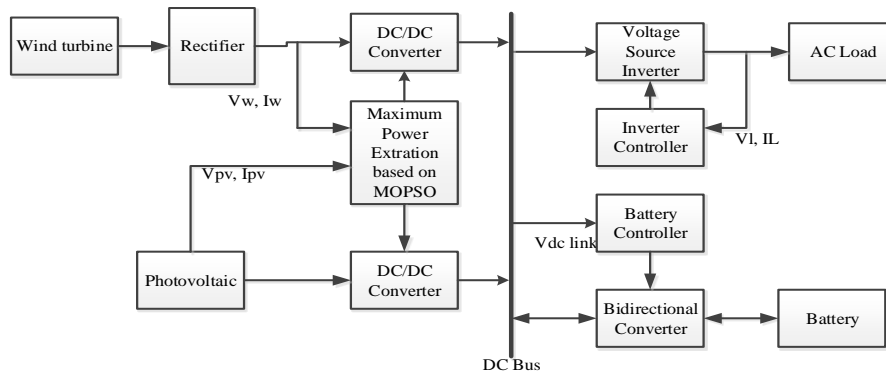 Wind turbine
Rectifier
DC/DC
Converter
Voltage
Source
Inverter
AC Load
Vw, Iw
Maximum
Power
Extration
based on
MOPSO
Inverter
Controller
Vl, IL
Vpv, Ipv
Battery
Controller
Vdc link
Photovoltaic
DC/DC
Converter
Bidirectional
Converter
Battery
DC Bus